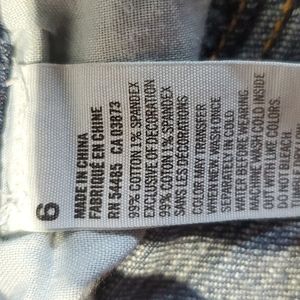 6
MADE IN CHINA
FABRIQUÉ EN CHINE
RN 54485 CA 03873
99% COTTON 1% SPANDEX
EXCLUSIVE OF DECORATION
99% COTTON 1% SPANDEX
SANS LES DÉCORATIONS
COLOR MAY TRANSFER
WHEN NEW. WASH ONCE
SEPARATELY IN COLD
WATER BEFORE WEARING.
MACHINE WASH COLD INSIDE
OUT WITH LIKE COLORS.
DO NOT BLEACH.